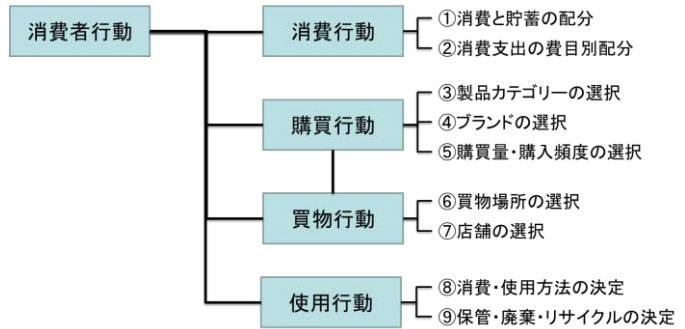 消費者行動
消費行動
①消費と貯蓄の配分
②消費支出の費目別配分
購買行動
③製品カテゴリーの選択
④ブランドの選択
⑤購買量・購入頻度の選択
買物行動
⑥買物場所の選択
⑦店舗の選択
使用行動
⑧消費・使用方法の決定
⑨保管・廃棄・リサイクルの決定